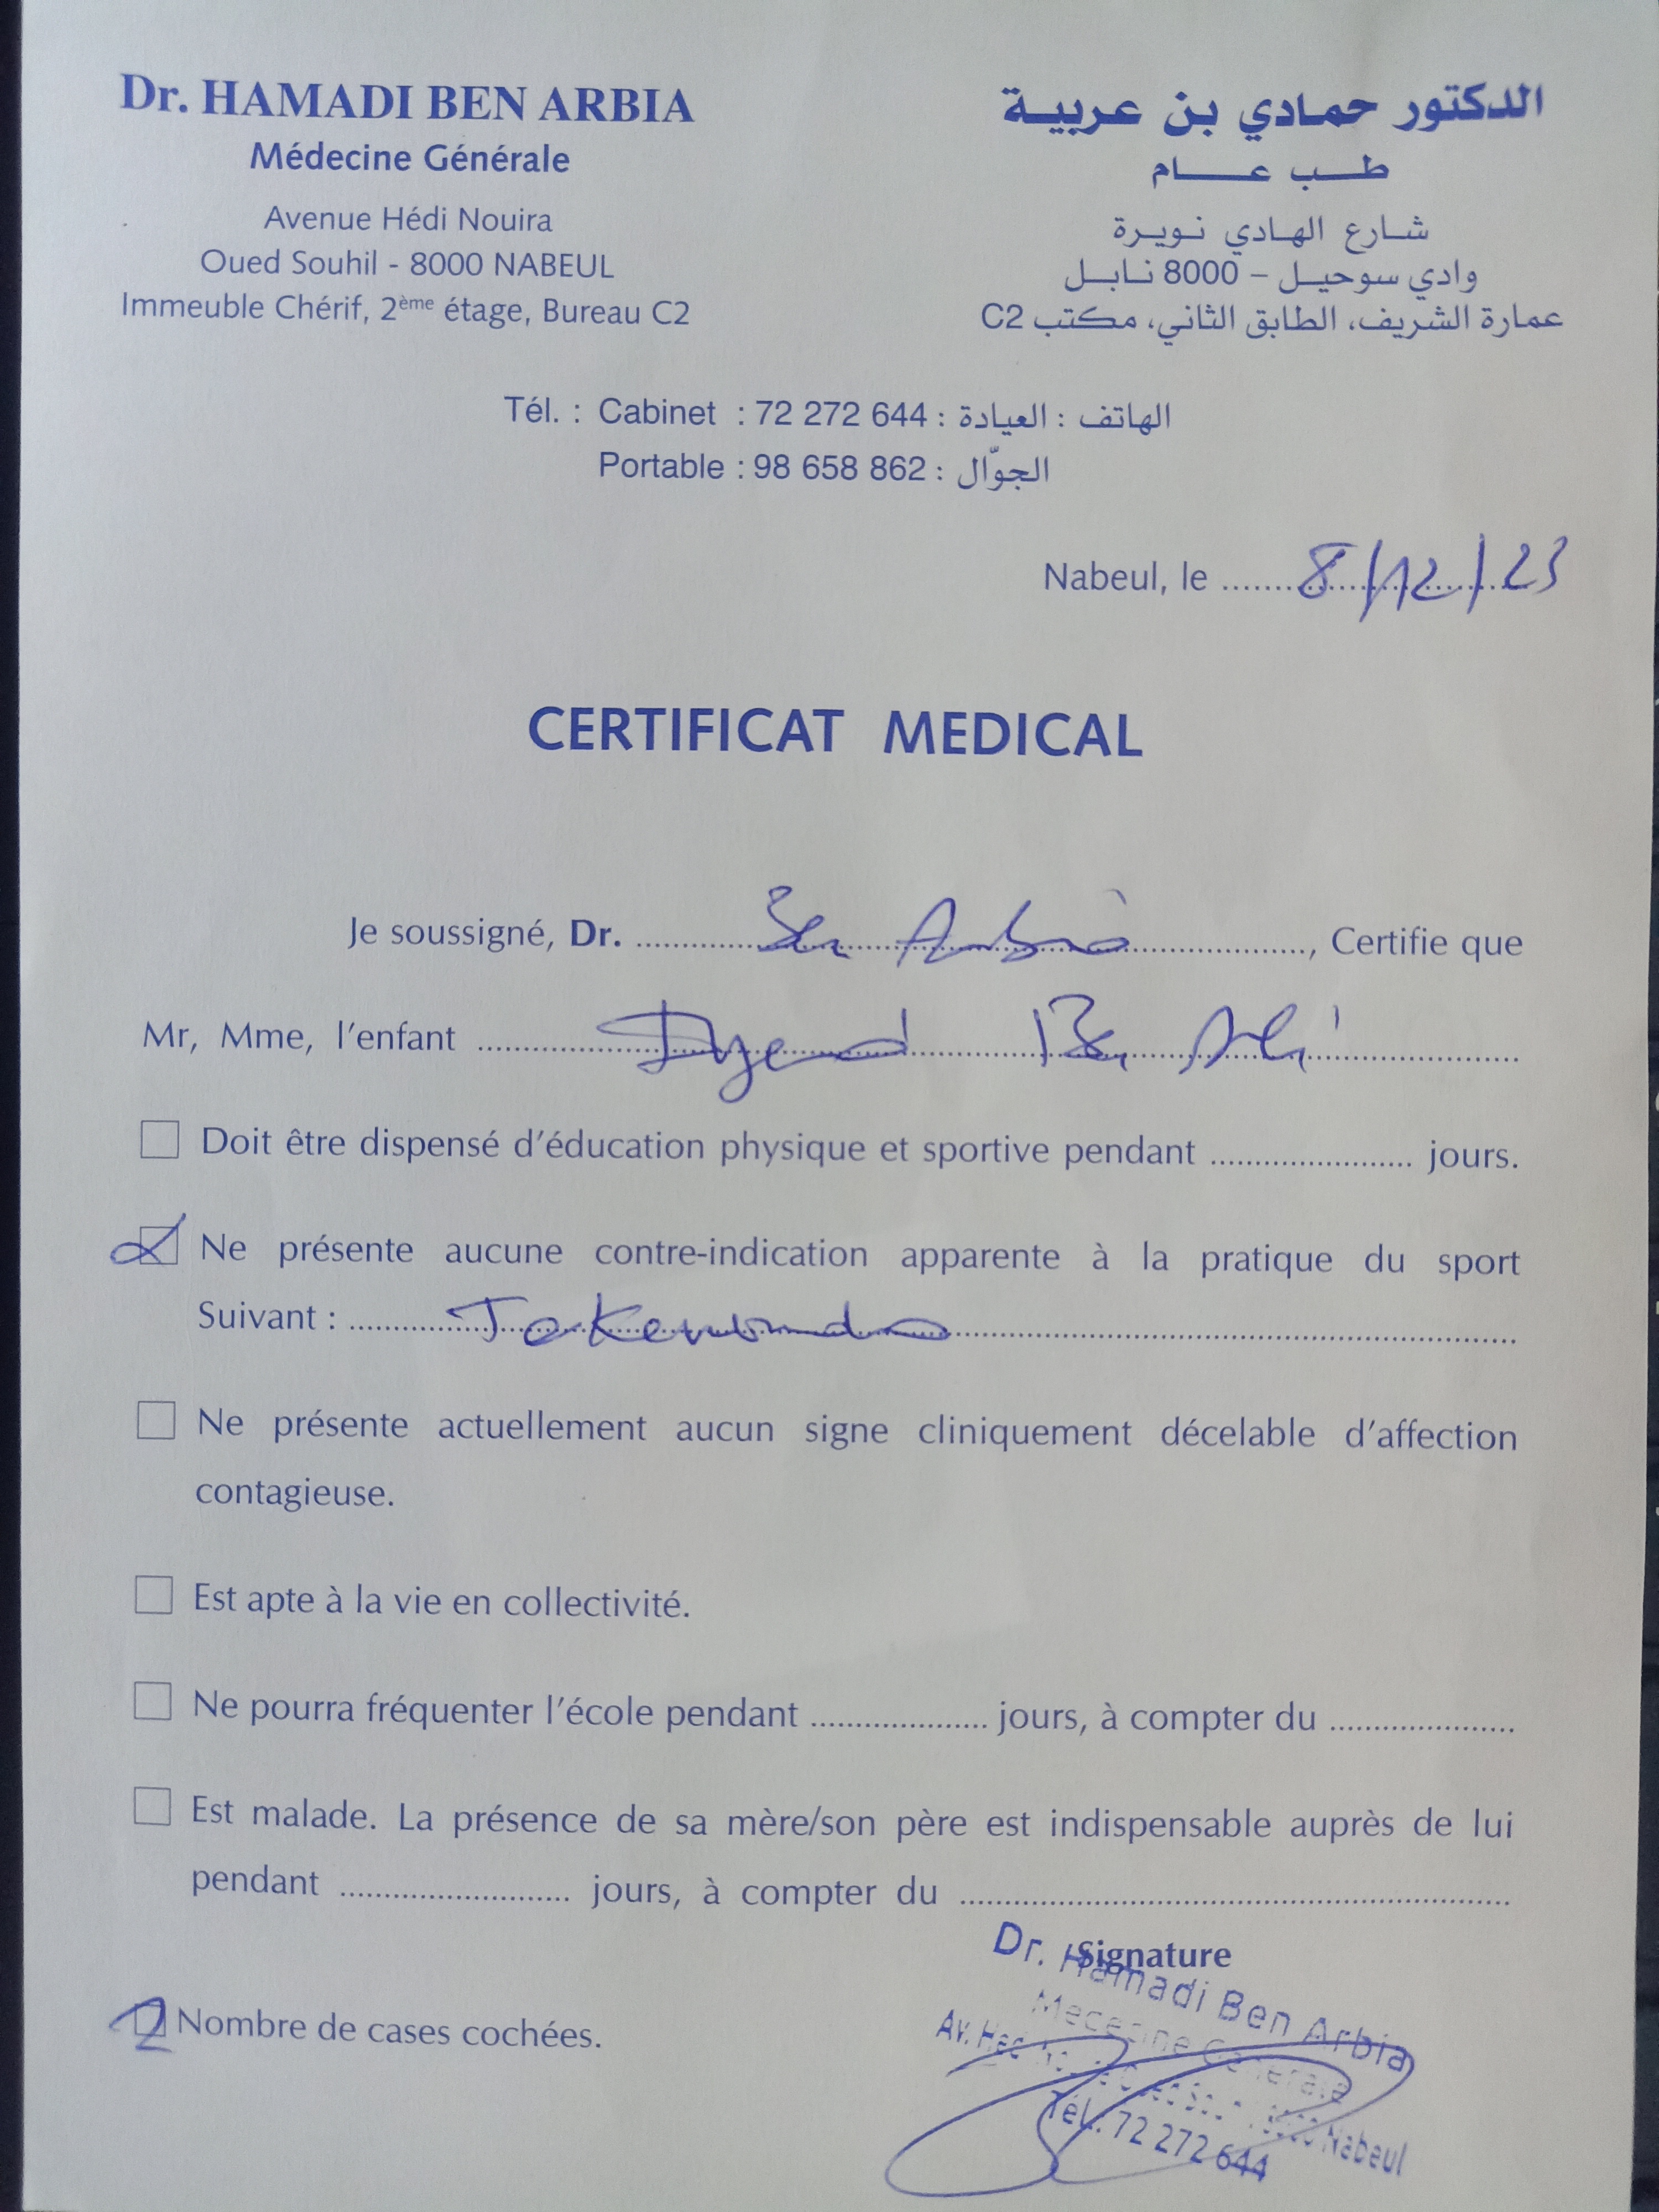 Dr. HAMADI BEN ARBIA
Médecine Générale
Avenue Hédi Nouira
Oued Souhil - 8000 NABEUL
Immeuble Chérif, 2ème étage, Bureau C2
الدكتور حمادي بن عربية
طب عام
شارع الهادي نويرة
وادي سوحيل – 8000 نابل
عمارة الشريف، الطابق الثاني، مكتب C2
Tél. : Cabinet : 72 272 644 : الهاتف : العيادة
Portable : 98 658 862 : الجوّال
Nabeul, le 8/12/23
CERTIFICAT MEDICAL
Je soussigné, Dr. Ben Arbia, Certifie que
Mr, Mme, l'enfant Ben Ali
Doit être dispensé d'éducation physique et sportive pendant ........ jours.
Ne présente aucune contre-indication apparente à la pratique du sport
Suivant :
Ne présente actuellement aucun signe cliniquement décelable d'affection
contagieuse.
Est apte à la vie en collectivité.
Ne pourra fréquenter l'école pendant ........ jours, à compter du ........
Est malade. La présence de sa mère/son père est indispensable auprès de lui
pendant ........ jours, à compter du ........
Signature
Dr. Hamadi Ben Arbia
Nabeul
Tél.: 72 272 644
Nombre de cases cochées.